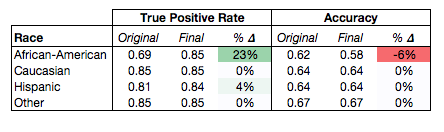 True Positive Rate Accuracy
Race Original Final % Δ Original Final % Δ
African-American 0.69 0.85 23% 0.62 0.58 -6%
Caucasian 0.85 0.85 0% 0.64 0.64 0%
Hispanic 0.81 0.84 4% 0.64 0.64 0%
Other 0.85 0.85 0% 0.67 0.67 0%